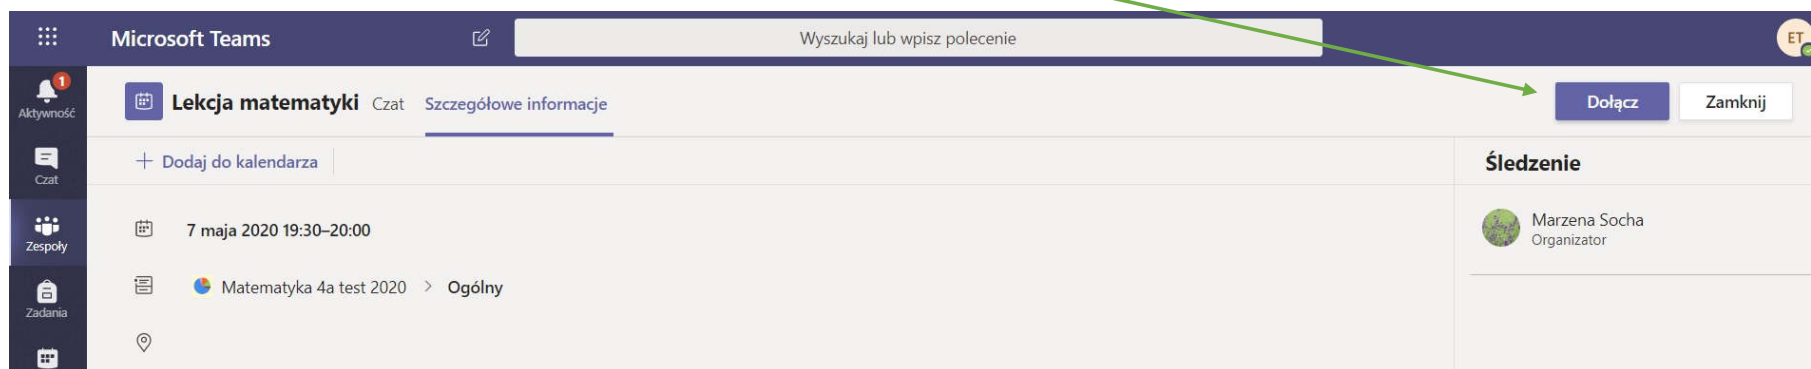 Microsoft Teams
Wyszukaj lub wpisz polecenie
ET
1
Aktywność
Lekcja matematyki Czat Szczegółowe informacje
Dołącz Zamknij
Dodaj do kalendarza
Śledzenie
Czat
7 maja 2020 19:30–20:00
Marzena Socha
Organizator
Zespoły
Matematyka 4a test 2020 > Ogólny
Zadania